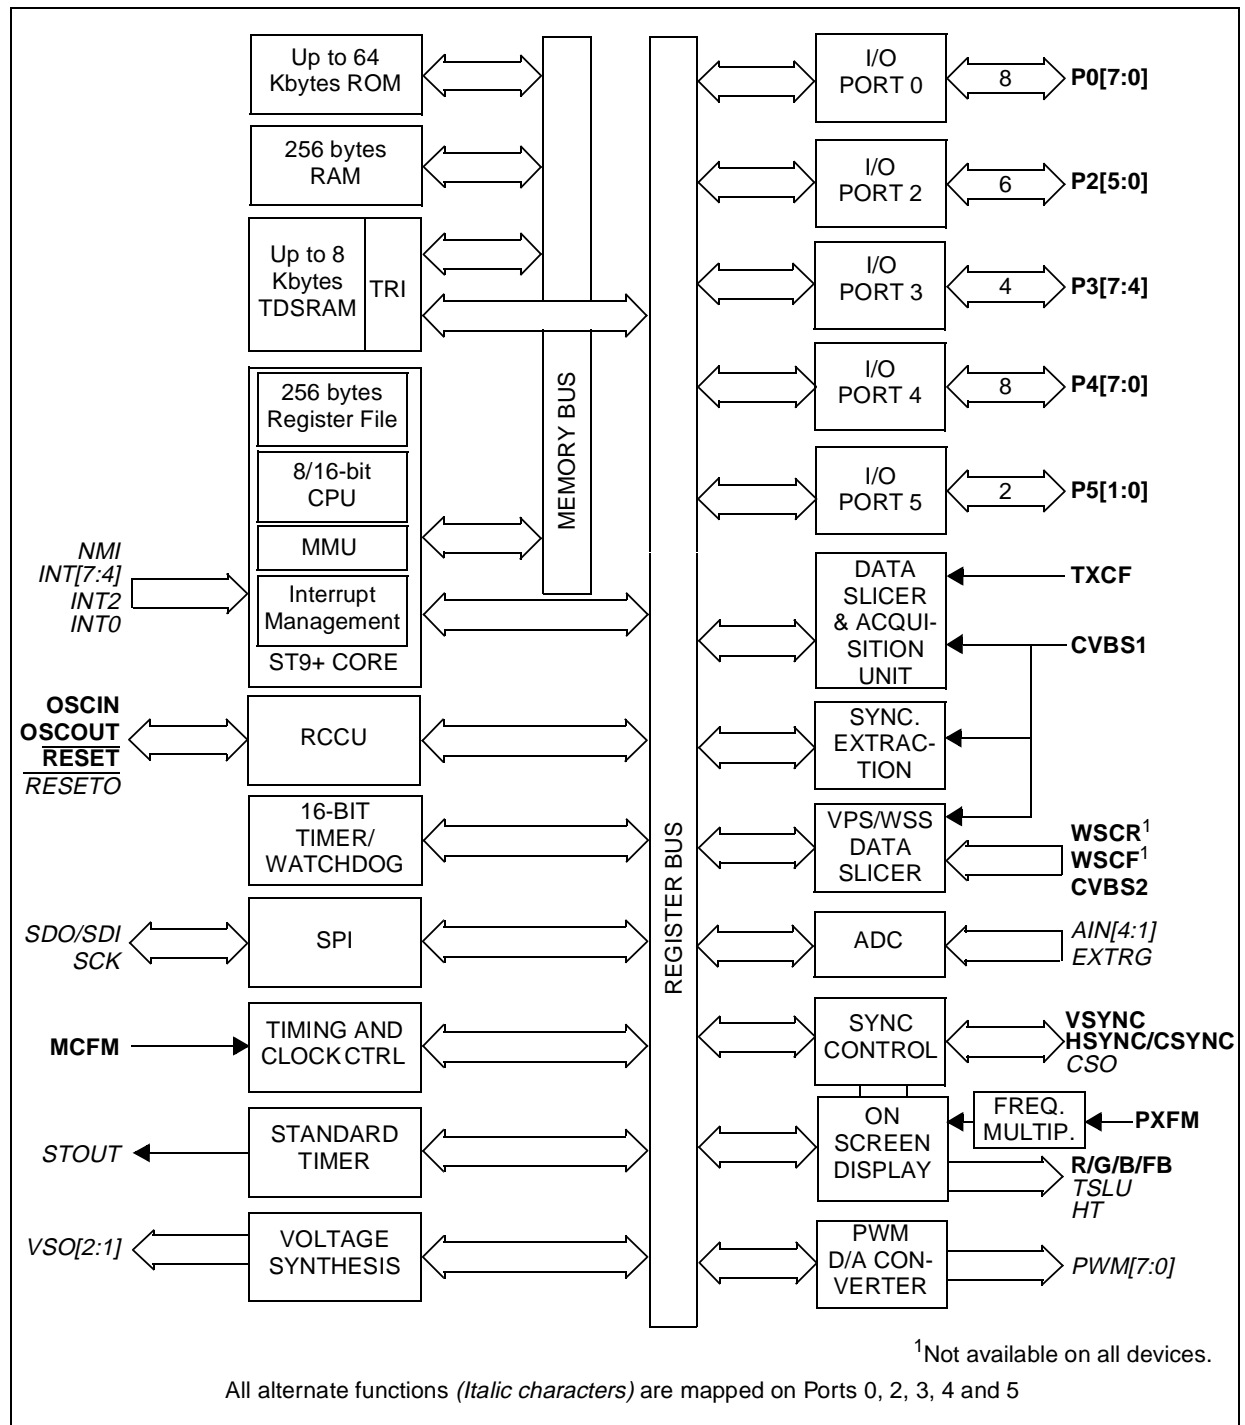 Up to 64
Kbytes ROM
256 bytes
RAM
Up to 8
Kbytes
TDSRAM
TRI
256 bytes
Register File
8/16-bit
CPU
MMU
Interrupt
Management
ST9+ CORE
NMI
INT[7:4]
INT2
INT0
OSCIN
OSCOUT
RESET
RESETO
RCCU
16-BIT
TIMER/
WATCHDOG
SDO/SDI
SCK
SPI
MCFM
TIMING AND
CLOCK CTRL
STOUT
STANDARD
TIMER
VSO[2:1]
VOLTAGE
SYNTHESIS
MEMORY BUS
REGISTER BUS
I/O
PORT 0
8
P0[7:0]
I/O
PORT 2
6
P2[5:0]
I/O
PORT 3
4
P3[7:4]
I/O
PORT 4
8
P4[7:0]
I/O
PORT 5
2
P5[1:0]
DATA
SLICER
& ACQUI-
SITION
UNIT
TXCF
CVBS1
SYNC.
EXTRAC-
TION
VPS/WSS
DATA
SLICER
WSCR1
WSCF1
CVBS2
ADC
AIN[4:1]
EXTRG
SYNC
CONTROL
VSYNC
HSYNC/CSYNC
CSO
ON
SCREEN
DISPLAY
FREQ.
MULTIP.
PXFM
R/G/B/FB
TSLU
HT
PWM
D/A CON-
VERTER
PWM[7:0]
1Not available on all devices.
All alternate functions (Italic characters) are mapped on Ports 0, 2, 3, 4 and 5